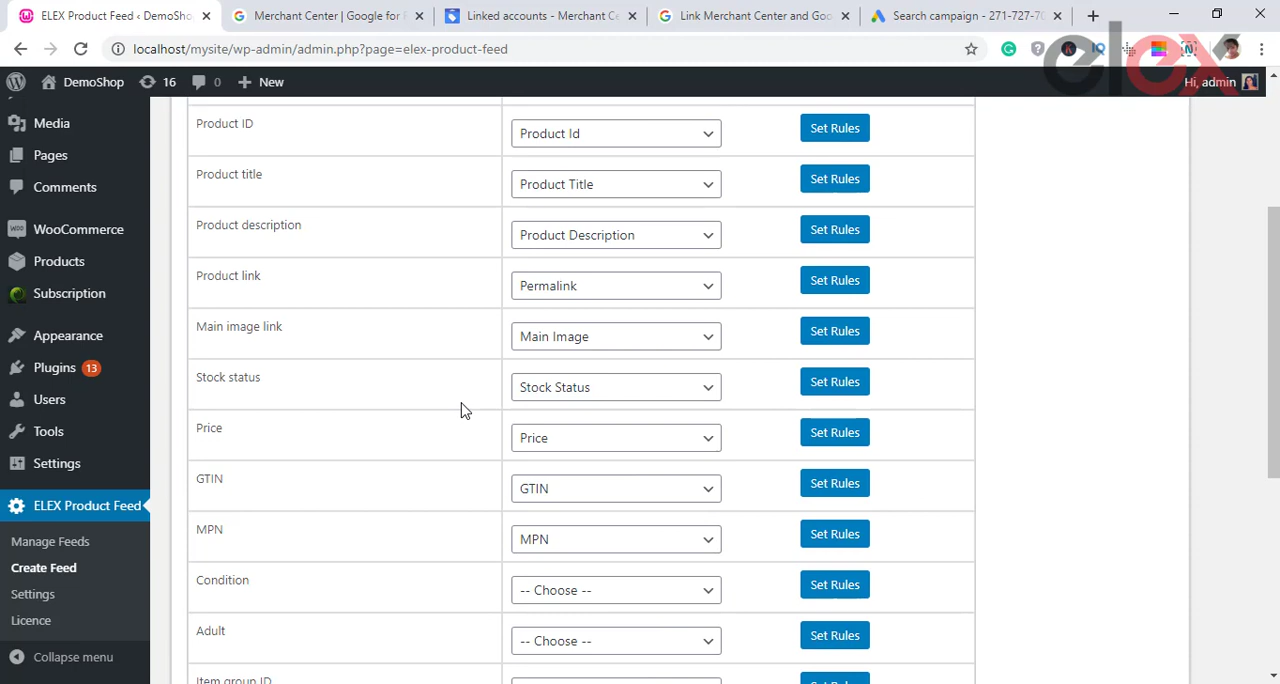 ELEX Product Feed ‹ DemoSho
Merchant Center | Google for R
Linked accounts - Merchant Ce
Link Merchant Center and Goo
Search campaign - 271-727-70
localhost/mysite/wp-admin/admin.php?page=elex-product-feed
elex
DemoShop
16
0
New
Hi, admin
Media
Pages
Comments
WooCommerce
Products
Subscription
Appearance
Plugins 13
Users
Tools
Settings
ELEX Product Feed
Manage Feeds
Create Feed
Settings
Licence
Collapse menu
Product ID Product Id Set Rules
Product title Product Title Set Rules
Product description Product Description Set Rules
Product link Permalink Set Rules
Main image link Main Image Set Rules
Stock status Stock Status Set Rules
Price Price Set Rules
GTIN GTIN Set Rules
MPN MPN Set Rules
Condition -- Choose -- Set Rules
Adult -- Choose -- Set Rules
Item group ID Set Rules